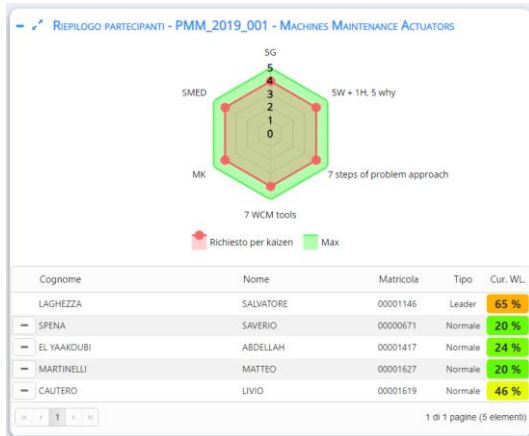 RIEPILOGO PARTECIPANTI - PMM_2019_001 - MACHINES MAINTENANCE ACTUATORS
5G
5
4
3
2
1
0
SMED
5W + 1H, 5 why
MK
7 steps of problem approach
7 WCM tools
Richiesto per kaizen Max
Cognome Nome Matricola Tipo Cur. WL.
LAGHEZZA SALVATORE 00001146 Leader 65 %
SPENA SAVERIO 00000671 Normale 20 %
EL YAAKOUBI ABDELLAH 00001417 Normale 24 %
MARTINELLI MATTEO 00001627 Normale 20 %
CAUTERO LIVIO 00001619 Normale 46 %
1 1 di 1 pagine (5 elementi)